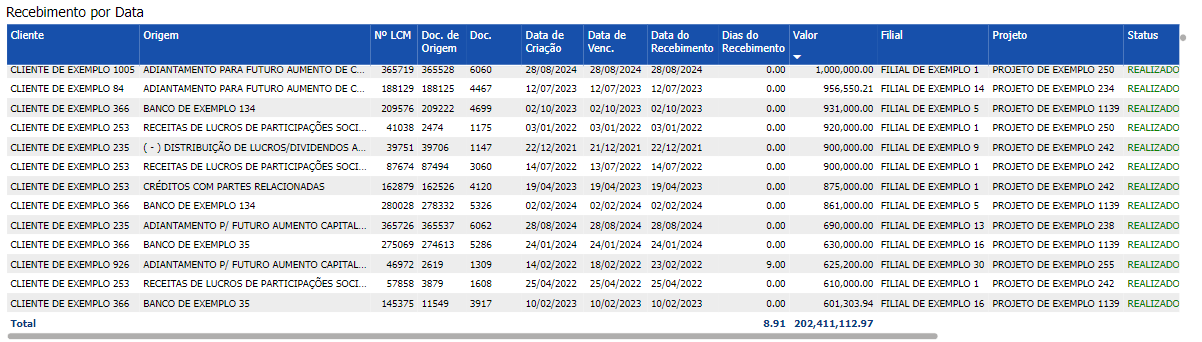 Recebimento por Data
Cliente Origem Nº LCM Doc. de Origem Doc. Data de Criação Data de Venc. Data do Recebimento Dias do Recebimento Valor Filial Projeto Status
CLIENTE DE EXEMPLO 1005 ADIANTAMENTO PARA FUTURO AUMENTO DE C... 365719 365528 6060 28/08/2024 28/08/2024 28/08/2024 0.00 1,000,000.00 FILIAL DE EXEMPLO 1 PROJETO DE EXEMPLO 250 REALIZADO
CLIENTE DE EXEMPLO 84 ADIANTAMENTO PARA FUTURO AUMENTO DE C... 188129 188125 4467 12/07/2023 12/07/2023 12/07/2023 0.00 956,550.21 FILIAL DE EXEMPLO 14 PROJETO DE EXEMPLO 234 REALIZADO
CLIENTE DE EXEMPLO 366 BANCO DE EXEMPLO 134 209576 209222 4699 02/10/2023 02/10/2023 02/10/2023 0.00 931,000.00 FILIAL DE EXEMPLO 5 PROJETO DE EXEMPLO 1139 REALIZADO
CLIENTE DE EXEMPLO 253 RECEITAS DE LUCROS DE PARTICIPAÇÕES SOCI... 41038 2474 1175 03/01/2022 03/01/2022 03/01/2022 0.00 920,000.00 FILIAL DE EXEMPLO 1 PROJETO DE EXEMPLO 250 REALIZADO
CLIENTE DE EXEMPLO 235 ( - ) DISTRIBUIÇÃO DE LUCROS/DIVIDENDOS A... 39751 39706 1147 22/12/2021 21/12/2021 22/12/2021 0.00 900,000.00 FILIAL DE EXEMPLO 9 PROJETO DE EXEMPLO 242 REALIZADO
CLIENTE DE EXEMPLO 253 RECEITAS DE LUCROS DE PARTICIPAÇÕES SOCI... 87674 87494 3060 14/07/2022 13/07/2022 14/07/2022 0.00 900,000.00 FILIAL DE EXEMPLO 1 PROJETO DE EXEMPLO 242 REALIZADO
CLIENTE DE EXEMPLO 253 CRÉDITOS COM PARTES RELACIONADAS 162879 162526 4120 19/04/2023 19/04/2023 19/04/2023 0.00 875,000.00 FILIAL DE EXEMPLO 1 PROJETO DE EXEMPLO 242 REALIZADO
CLIENTE DE EXEMPLO 366 BANCO DE EXEMPLO 134 280028 278332 5326 02/02/2024 02/02/2024 02/02/2024 0.00 861,000.00 FILIAL DE EXEMPLO 5 PROJETO DE EXEMPLO 1139 REALIZADO
CLIENTE DE EXEMPLO 235 ADIANTAMENTO P/ FUTURO AUMENTO CAPITAL... 365726 365537 6062 28/08/2024 28/08/2024 28/08/2024 0.00 690,000.00 FILIAL DE EXEMPLO 13 PROJETO DE EXEMPLO 238 REALIZADO
CLIENTE DE EXEMPLO 366 BANCO DE EXEMPLO 35 275069 274613 5286 24/01/2024 24/01/2024 24/01/2024 0.00 630,000.00 FILIAL DE EXEMPLO 16 PROJETO DE EXEMPLO 1139 REALIZADO
CLIENTE DE EXEMPLO 926 ADIANTAMENTO P/ FUTURO AUMENTO CAPITAL... 46972 2619 1309 14/02/2022 18/02/2022 23/02/2022 9.00 625,200.00 FILIAL DE EXEMPLO 30 PROJETO DE EXEMPLO 255 REALIZADO
CLIENTE DE EXEMPLO 253 RECEITAS DE LUCROS DE PARTICIPAÇÕES SOCI... 57858 3879 1608 25/04/2022 25/04/2022 25/04/2022 0.00 610,000.00 FILIAL DE EXEMPLO 1 PROJETO DE EXEMPLO 242 REALIZADO
CLIENTE DE EXEMPLO 366 BANCO DE EXEMPLO 35 145375 11549 3917 10/02/2023 10/02/2023 10/02/2023 0.00 601,303.94 FILIAL DE EXEMPLO 16 PROJETO DE EXEMPLO 1139 REALIZADO
Total 8.91 202,411,112.97